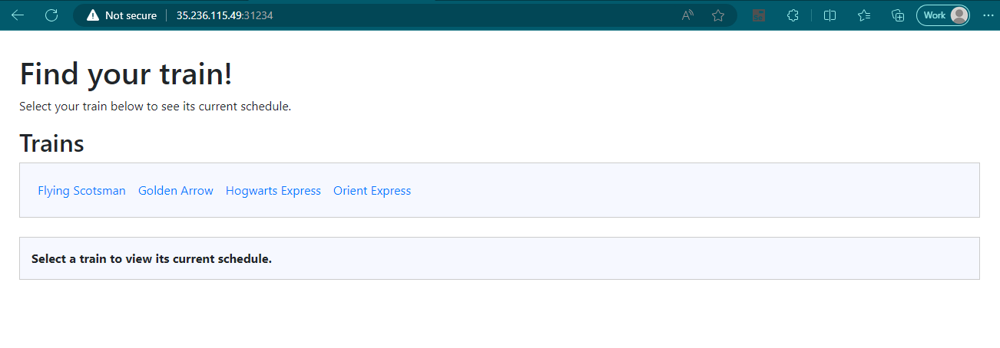 Not secure 35.236.115.49:31234 Work
Find your train!
Select your train below to see its current schedule.
Trains
Flying Scotsman Golden Arrow Hogwarts Express Orient Express
Select a train to view its current schedule.